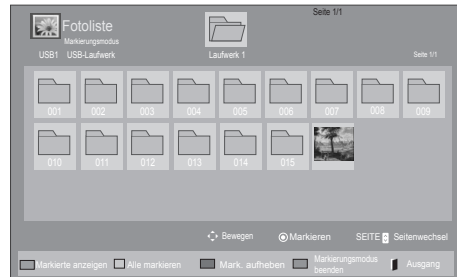 Seite 1/1
Fotoliste
Markierungsmodus
USB1 USB-Laufwerk Laufwerk 1 Seite 1/1
001 002 003 004 005 006 007 008 009
010 011 012 013 014 015
Bewegen Markieren SEITE Seitenwechsel
Markierte anzeigen Alle markieren Mark. aufheben Markierungsmodus beenden Ausgang